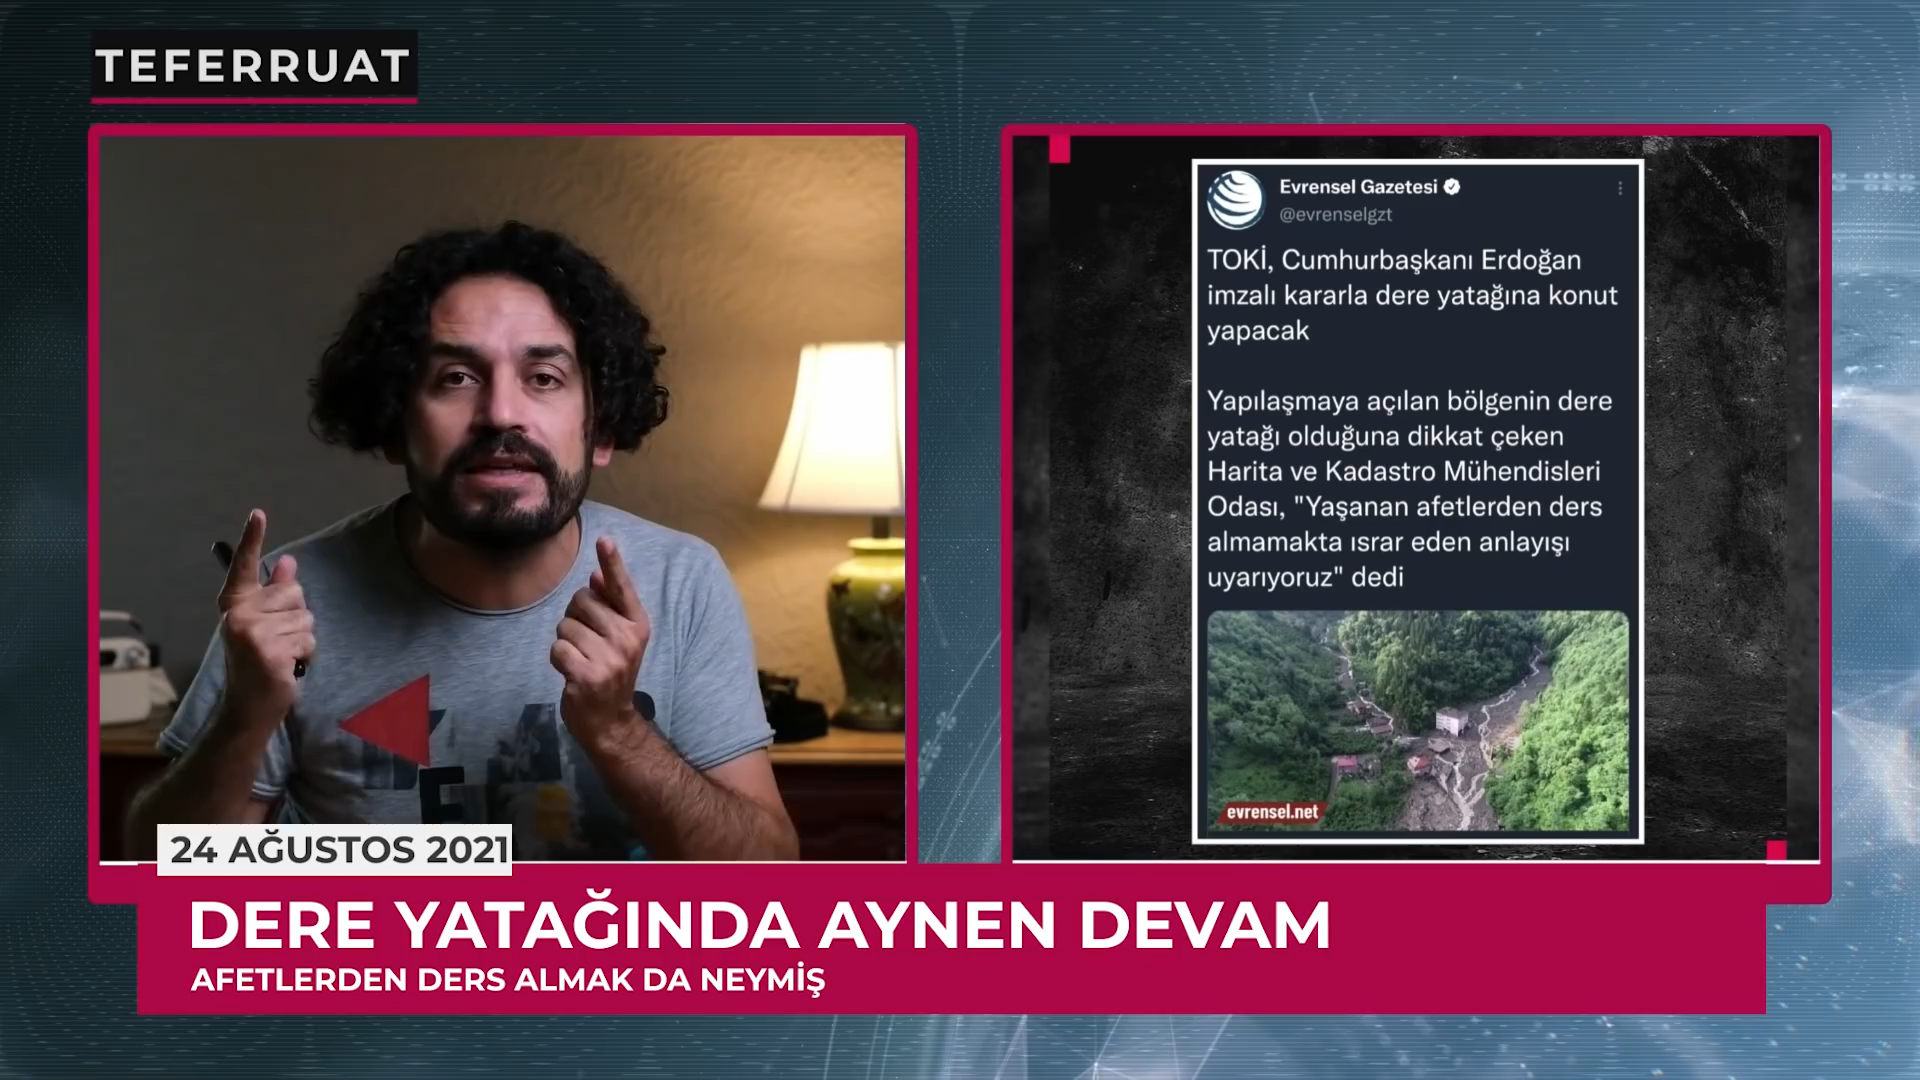 TEFERRUAT
Evrensel Gazetesi
@evrenselgzt
TOKİ, Cumhurbaşkanı Erdoğan
imzalı kararla dere yatağına konut
yapacak
Yapılaşmaya açılan bölgenin dere
yatağı olduğuna dikkat çeken
Harita ve Kadastro Mühendisleri
Odası, "Yaşanan afetlerden ders
almamakta ısrar eden anlayışı
uyarıyoruz" dedi
evrensel.net
24 AĞUSTOS 2021
DERE YATAĞINDA AYNEN DEVAM
AFETLERDEN DERS ALMAK DA NEYMİŞ